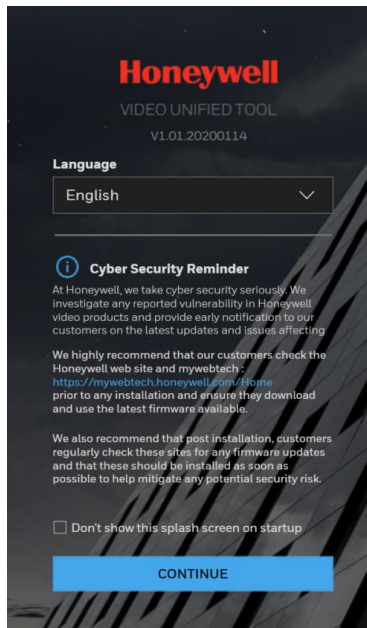 Honeywell
VIDEO UNIFIED TOOL
V1.01.20200114
Language
English
Cyber Security Reminder
At Honeywell, we take cyber security seriously. We
investigate any reported vulnerability in Honeywell
video products and provide early notification to our
customers on the latest updates and issues affecting
We highly recommend that our customers check the
Honeywell web site and mywebtech :
https://mywebtech.honeywell.com/Home
prior to any installation and ensure they download
and use the latest firmware available.
We also recommend that post installation, customers
regularly check these sites for any firmware updates
and that these should be installed as soon as
possible to help mitigate any potential security risk.
Don't show this splash screen on startup
CONTINUE